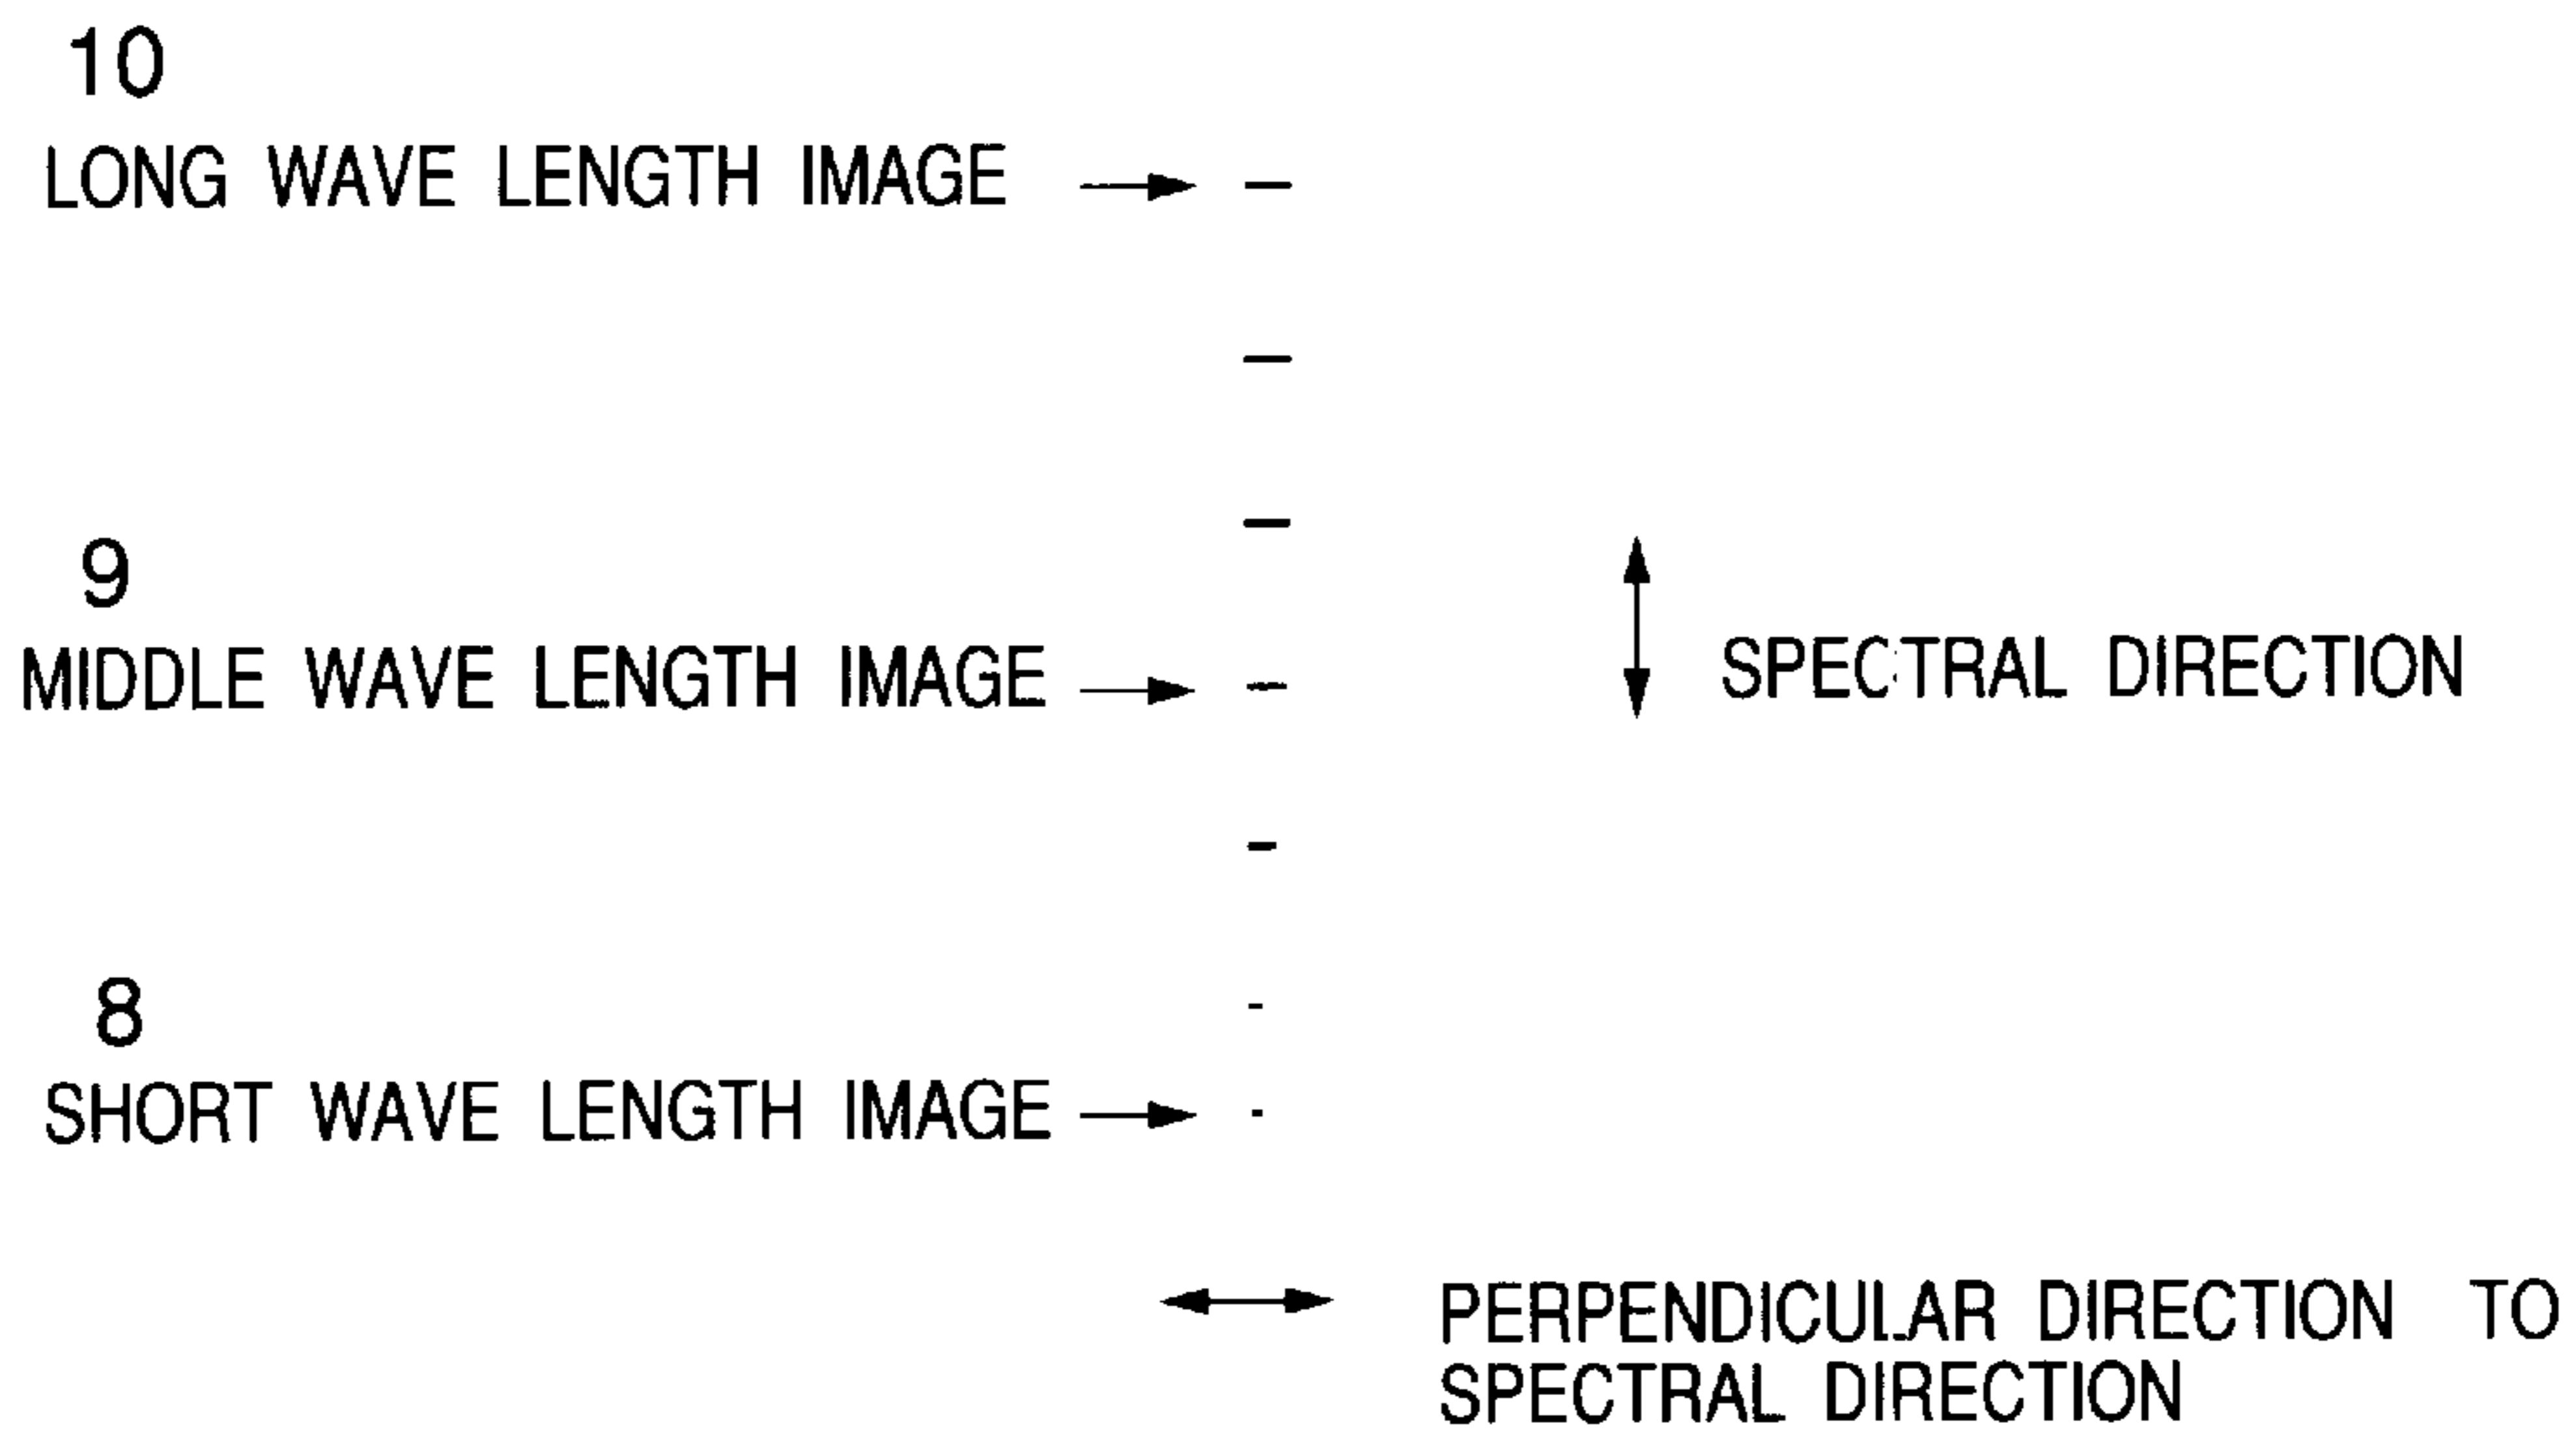 10
LONG WAVE LENGTH IMAGE
9
MIDDLE WAVE LENGTH IMAGE
SPECTRAL DIRECTION
8
SHORT WAVE LENGTH IMAGE
PERPENDICULAR DIRECTION TO
SPECTRAL DIRECTION